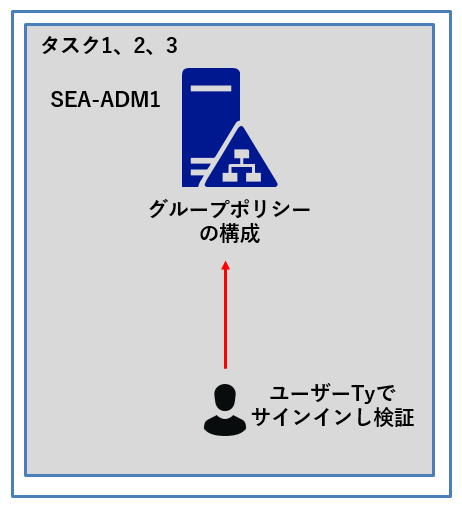 タスク1、2、3
SEA-ADM1
グループポリシー
の構成
ユーザーTyで
サインインし検証